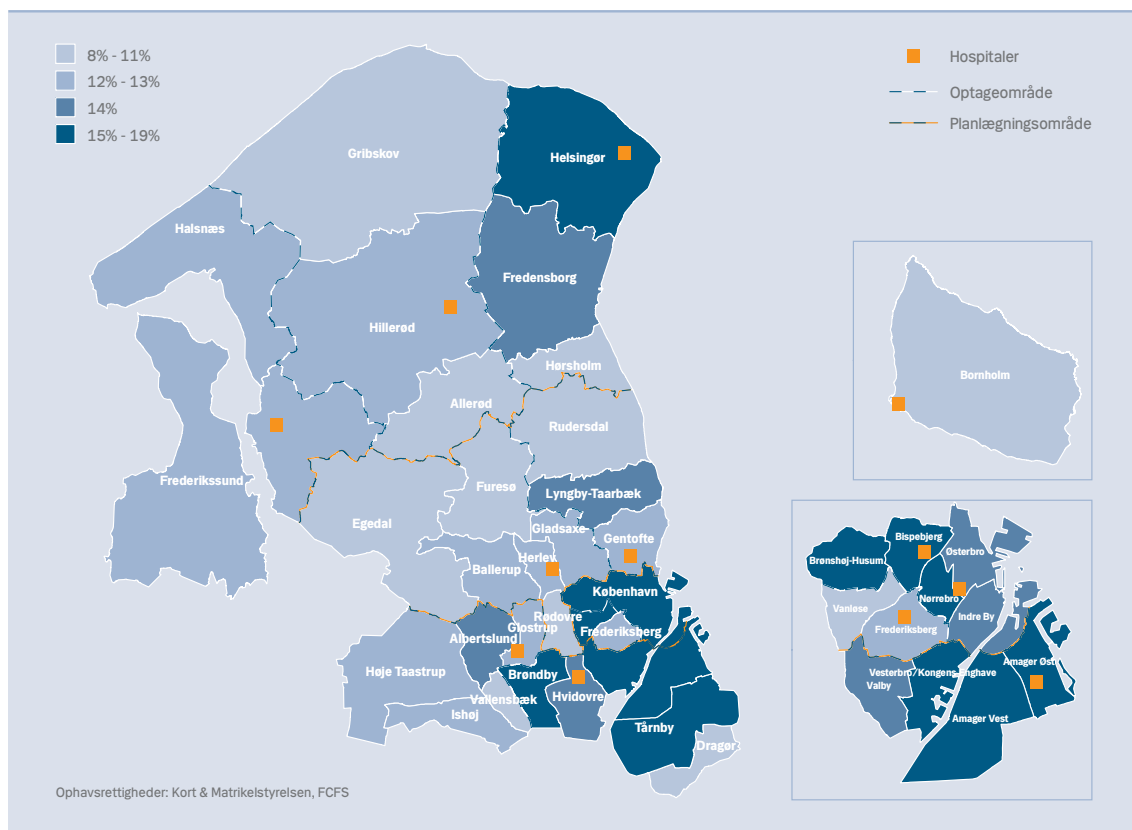 8% - 11%
12% - 13%
14%
15% - 19%
Hospitaler
Optageområde
Planlægningsområde
Gribskov
Helsingør
Halsnæs
Fredensborg
Hillerød
Hørsholm
Allerød
Rudersdal
Frederikssund
Furesø
Lyngby-Taarbæk
Egedal
Gladsaxe
Gentofte
Herlev
Ballerup
København
Rødovre
Glostrup
Frederiksberg
Albertslund
Høje Taastrup
Brøndby
Vallensbæk
Hvidovre
Ishøj
Tårnby
Dragør
Bornholm
Bispebjerg
Østerbro
Brønshøj-Husum
Nørrebro
Vanløse
Indre By
Frederiksberg
Amager Øst
Vesterbro/Kongens Enghave
Valby
Amager Vest
Ophavsrettigheder: Kort & Matrikelstyrelsen, FCFS